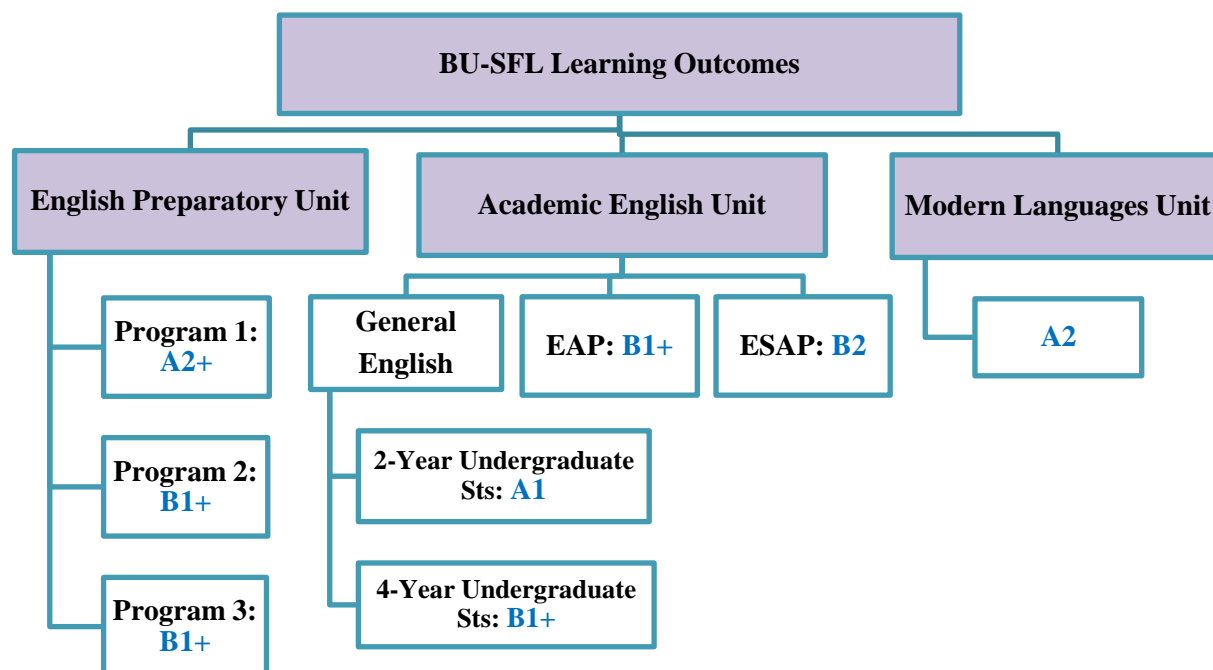 BU-SFL Learning Outcomes
English Preparatory Unit
Academic English Unit
Modern Languages Unit
Program 1:
A2+
Program 2:
B1+
Program 3:
B1+
General
English
EAP: B1+
ESAP: B2
2-Year Undergraduate
Sts: A1
4-Year Undergraduate
Sts: B1+
A2